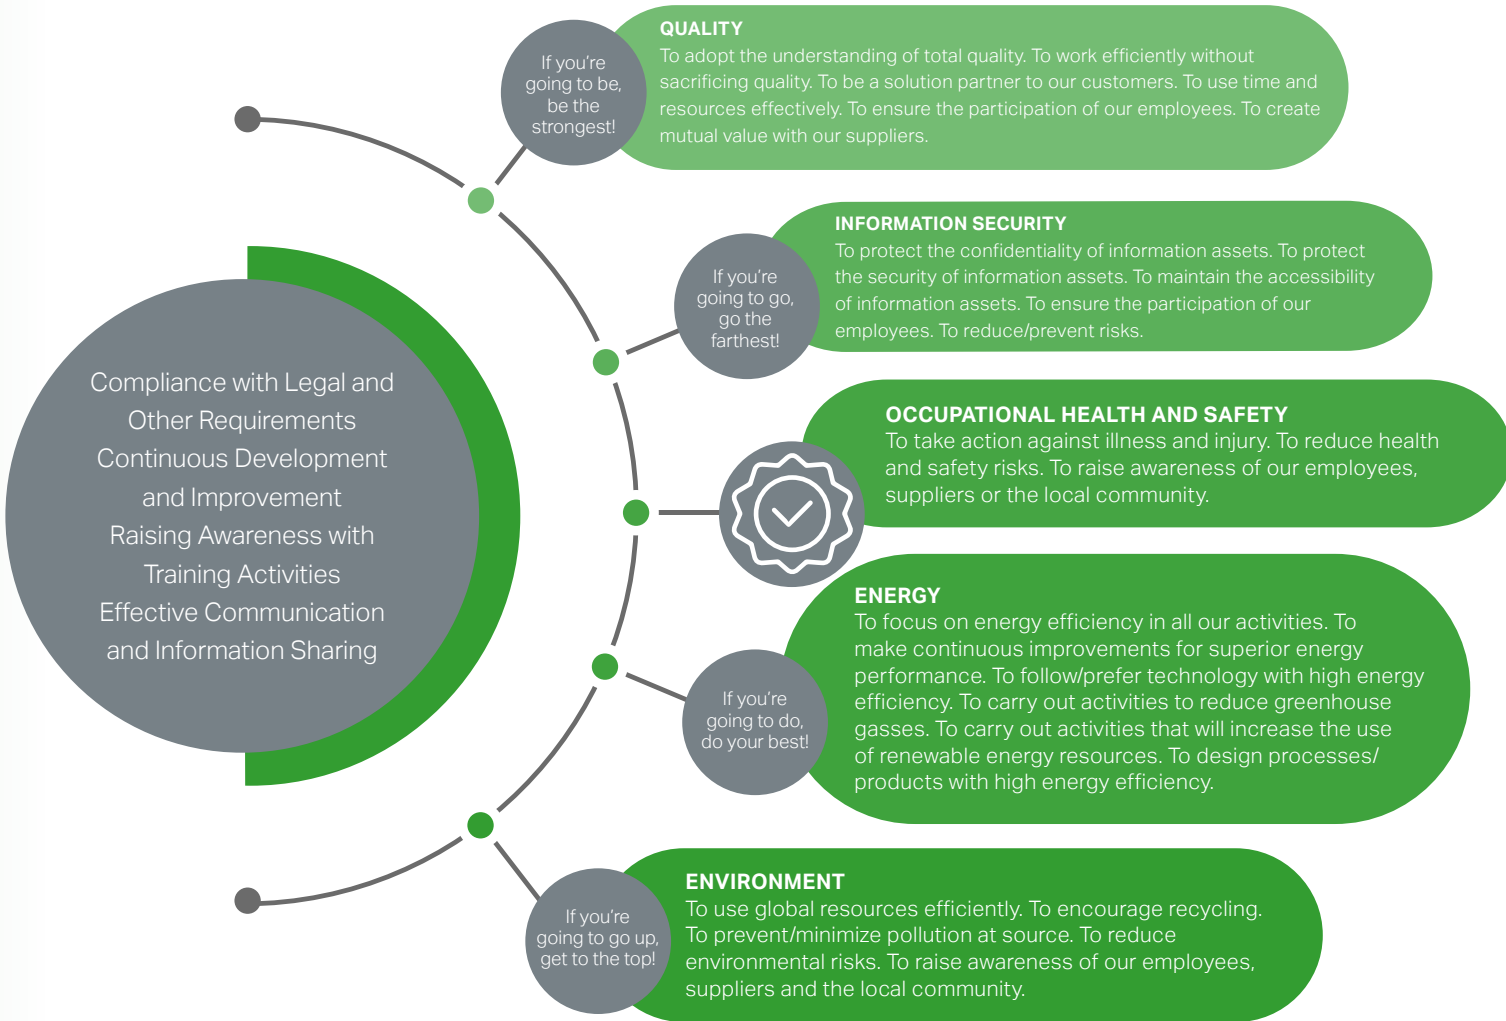 If you're
going to be,
be the
strongest!
QUALITY
To adopt the understanding of total quality. To work efficiently without
sacrificing quality. To be a solution partner to our customers. To use time and
resources effectively. To ensure the participation of our employees. To create
mutual value with our suppliers.
If you're
going to go,
go the
farthest!
INFORMATION SECURITY
To protect the confidentiality of information assets. To protect
the security of information assets. To maintain the accessibility
of information assets. To ensure the participation of our
employees. To reduce/prevent risks.
Compliance with Legal and
Other Requirements
Continuous Development
and Improvement
Raising Awareness with
Training Activities
Effective Communication
and Information Sharing
OCCUPATIONAL HEALTH AND SAFETY
To take action against illness and injury. To reduce health
and safety risks. To raise awareness of our employees,
suppliers or the local community.
If you're
going to do,
do your best!
ENERGY
To focus on energy efficiency in all our activities. To
make continuous improvements for superior energy
performance. To follow/prefer technology with high energy
efficiency. To carry out activities to reduce greenhouse
gasses. To carry out activities that will increase the use
of renewable energy resources. To design processes/
products with high energy efficiency.
If you're
going to go up,
get to the top!
ENVIRONMENT
To use global resources efficiently. To encourage recycling.
To prevent/minimize pollution at source. To reduce
environmental risks. To raise awareness of our employees,
suppliers and the local community.